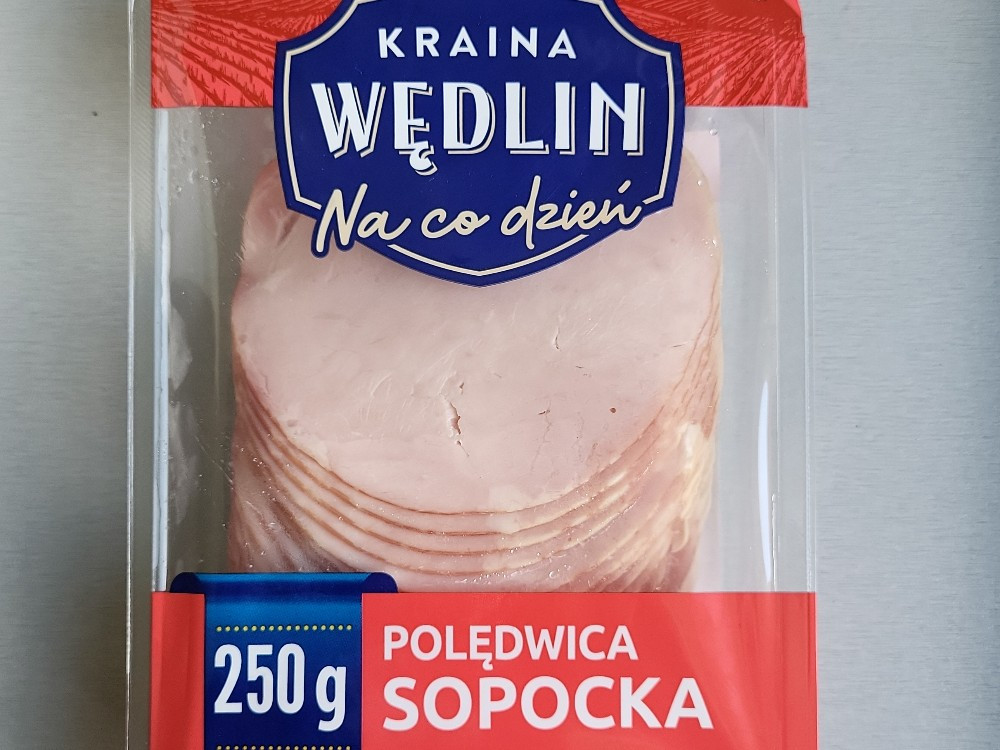 KRAINA
WĘDLIN
Na co dzień
250 g
POLĘDWICA
SOPOCKA